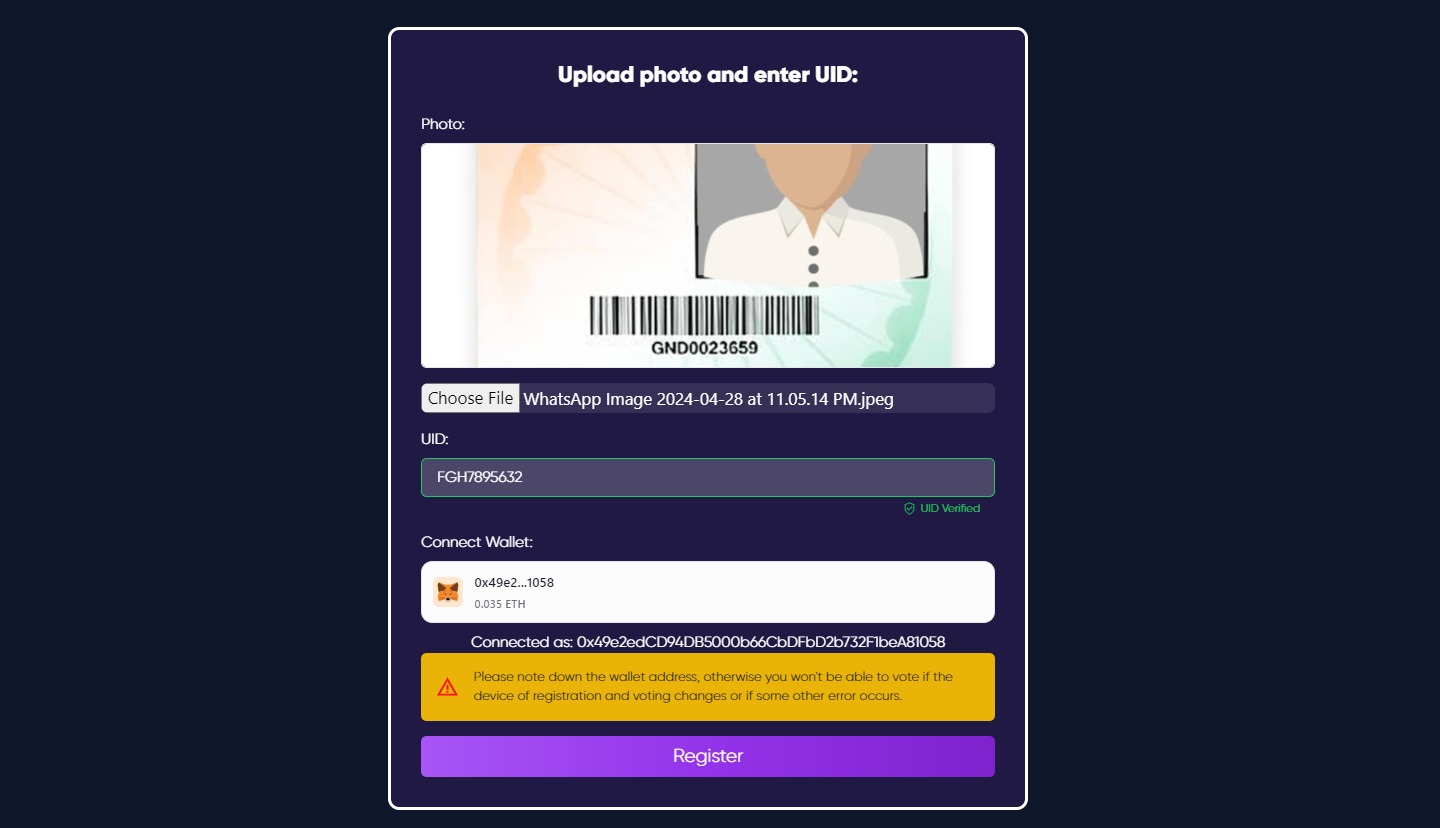 Upload photo and enter UID:
Photo:
GND0023659
Choose File WhatsApp Image 2024-04-28 at 11.05.14 PM.jpeg
UID:
FGH7895632
UID Verified
Connect Wallet:
0x49e2...1058
0.035 ETH
Connected as: 0x49e2edCD94DB5000b66CbDFbD2b732F1beA81058
Please note down the wallet address, otherwise you won't be able to vote if the
device of registration and voting changes or if some other error occurs.
Register